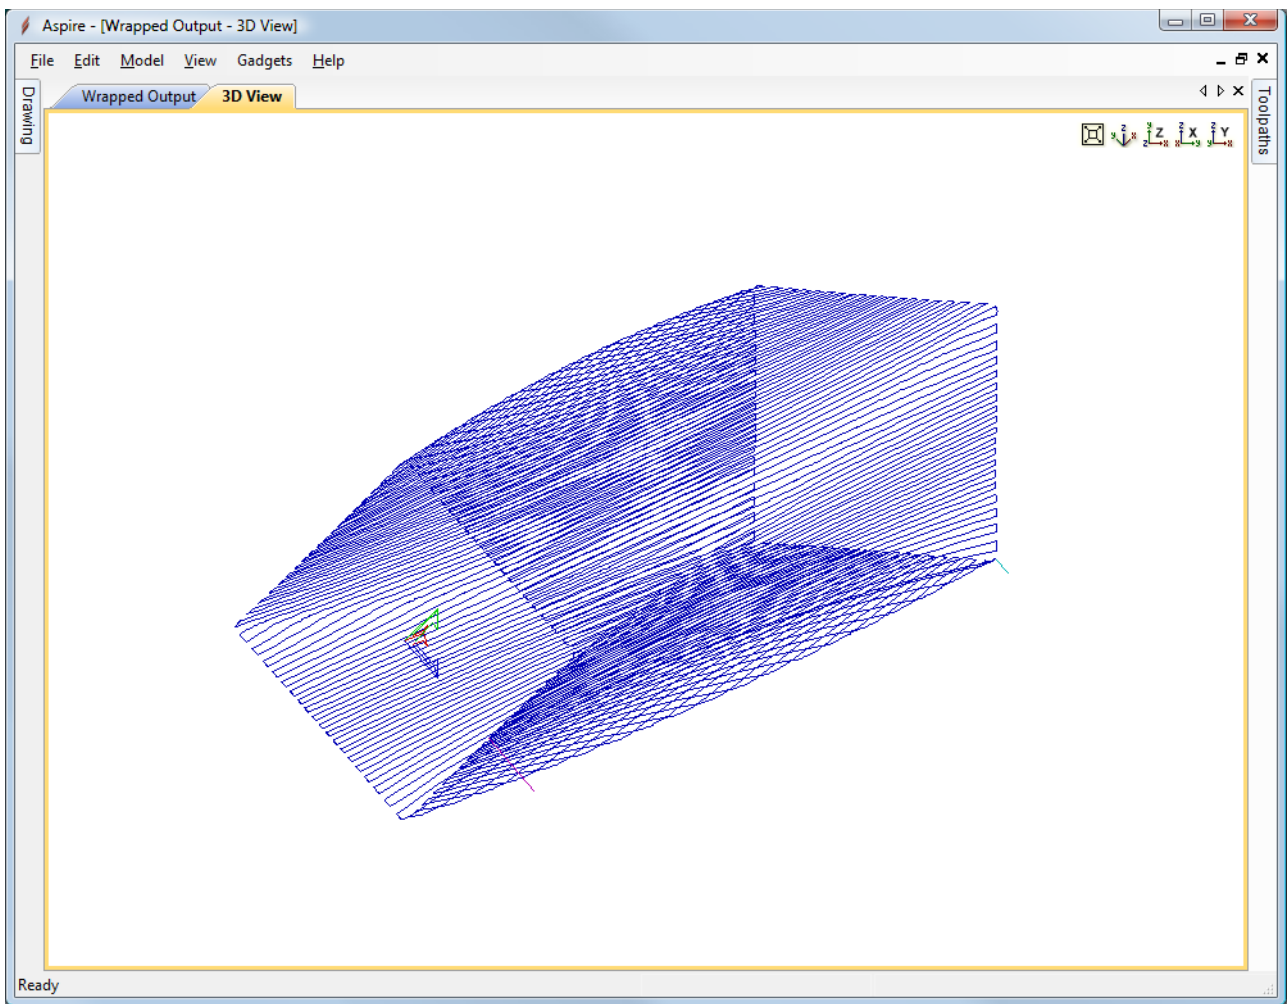 Aspire - [Wrapped Output - 3D View]
File Edit Model View Gadgets Help
Wrapped Output 3D View
Drawing
Toolpaths
z y x
y Z z x
z X x y
z Y y x
Ready